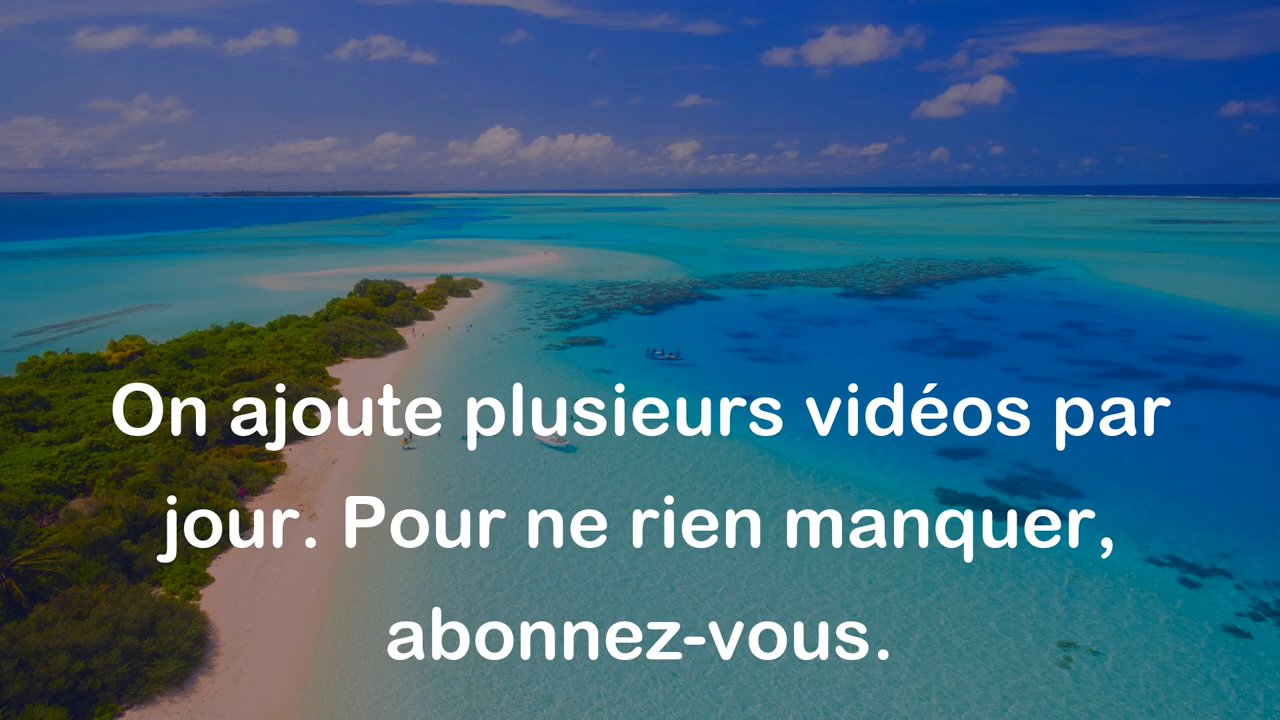 On ajoute plusieurs vidéos par
jour. Pour ne rien manquer,
abonnez-vous.